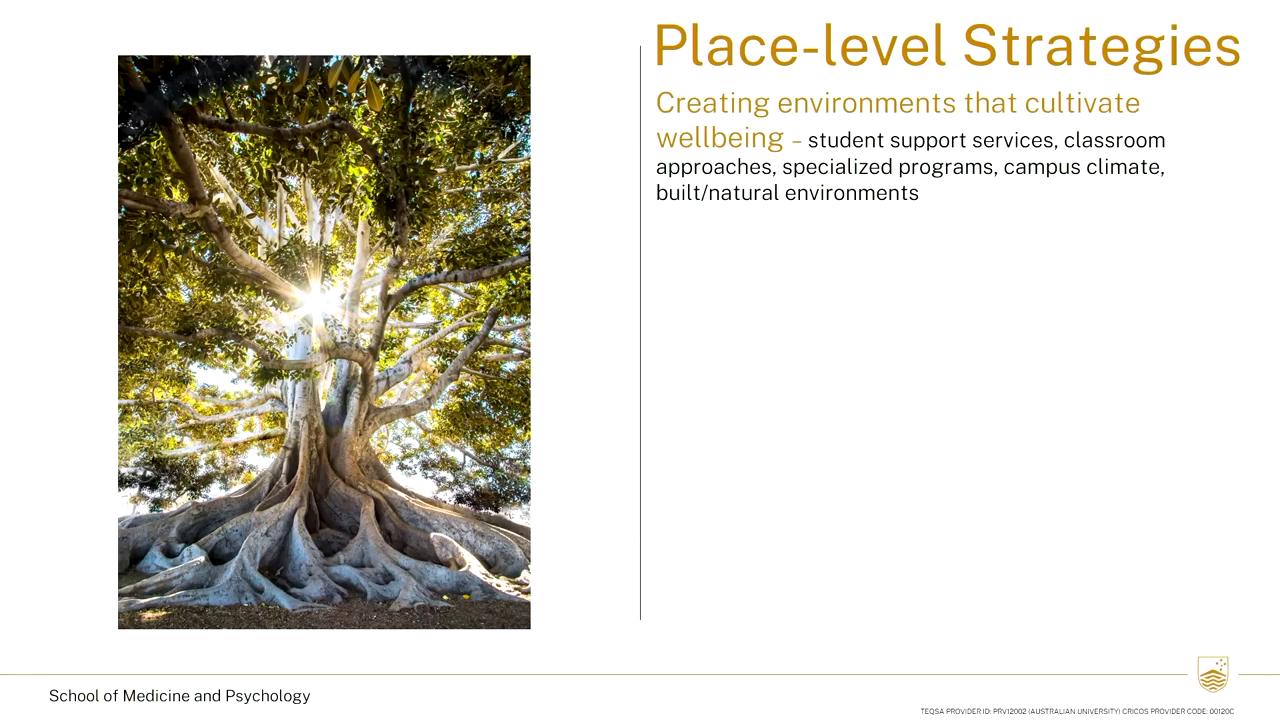 Place-level Strategies
Creating environments that cultivate
wellbeing – student support services, classroom
approaches, specialized programs, campus climate,
built/natural environments
School of Medicine and Psychology
TEQSA PROVIDER ID: PRV12002 (AUSTRALIAN UNIVERSITY) CRICOS PROVIDER CODE: 00120C